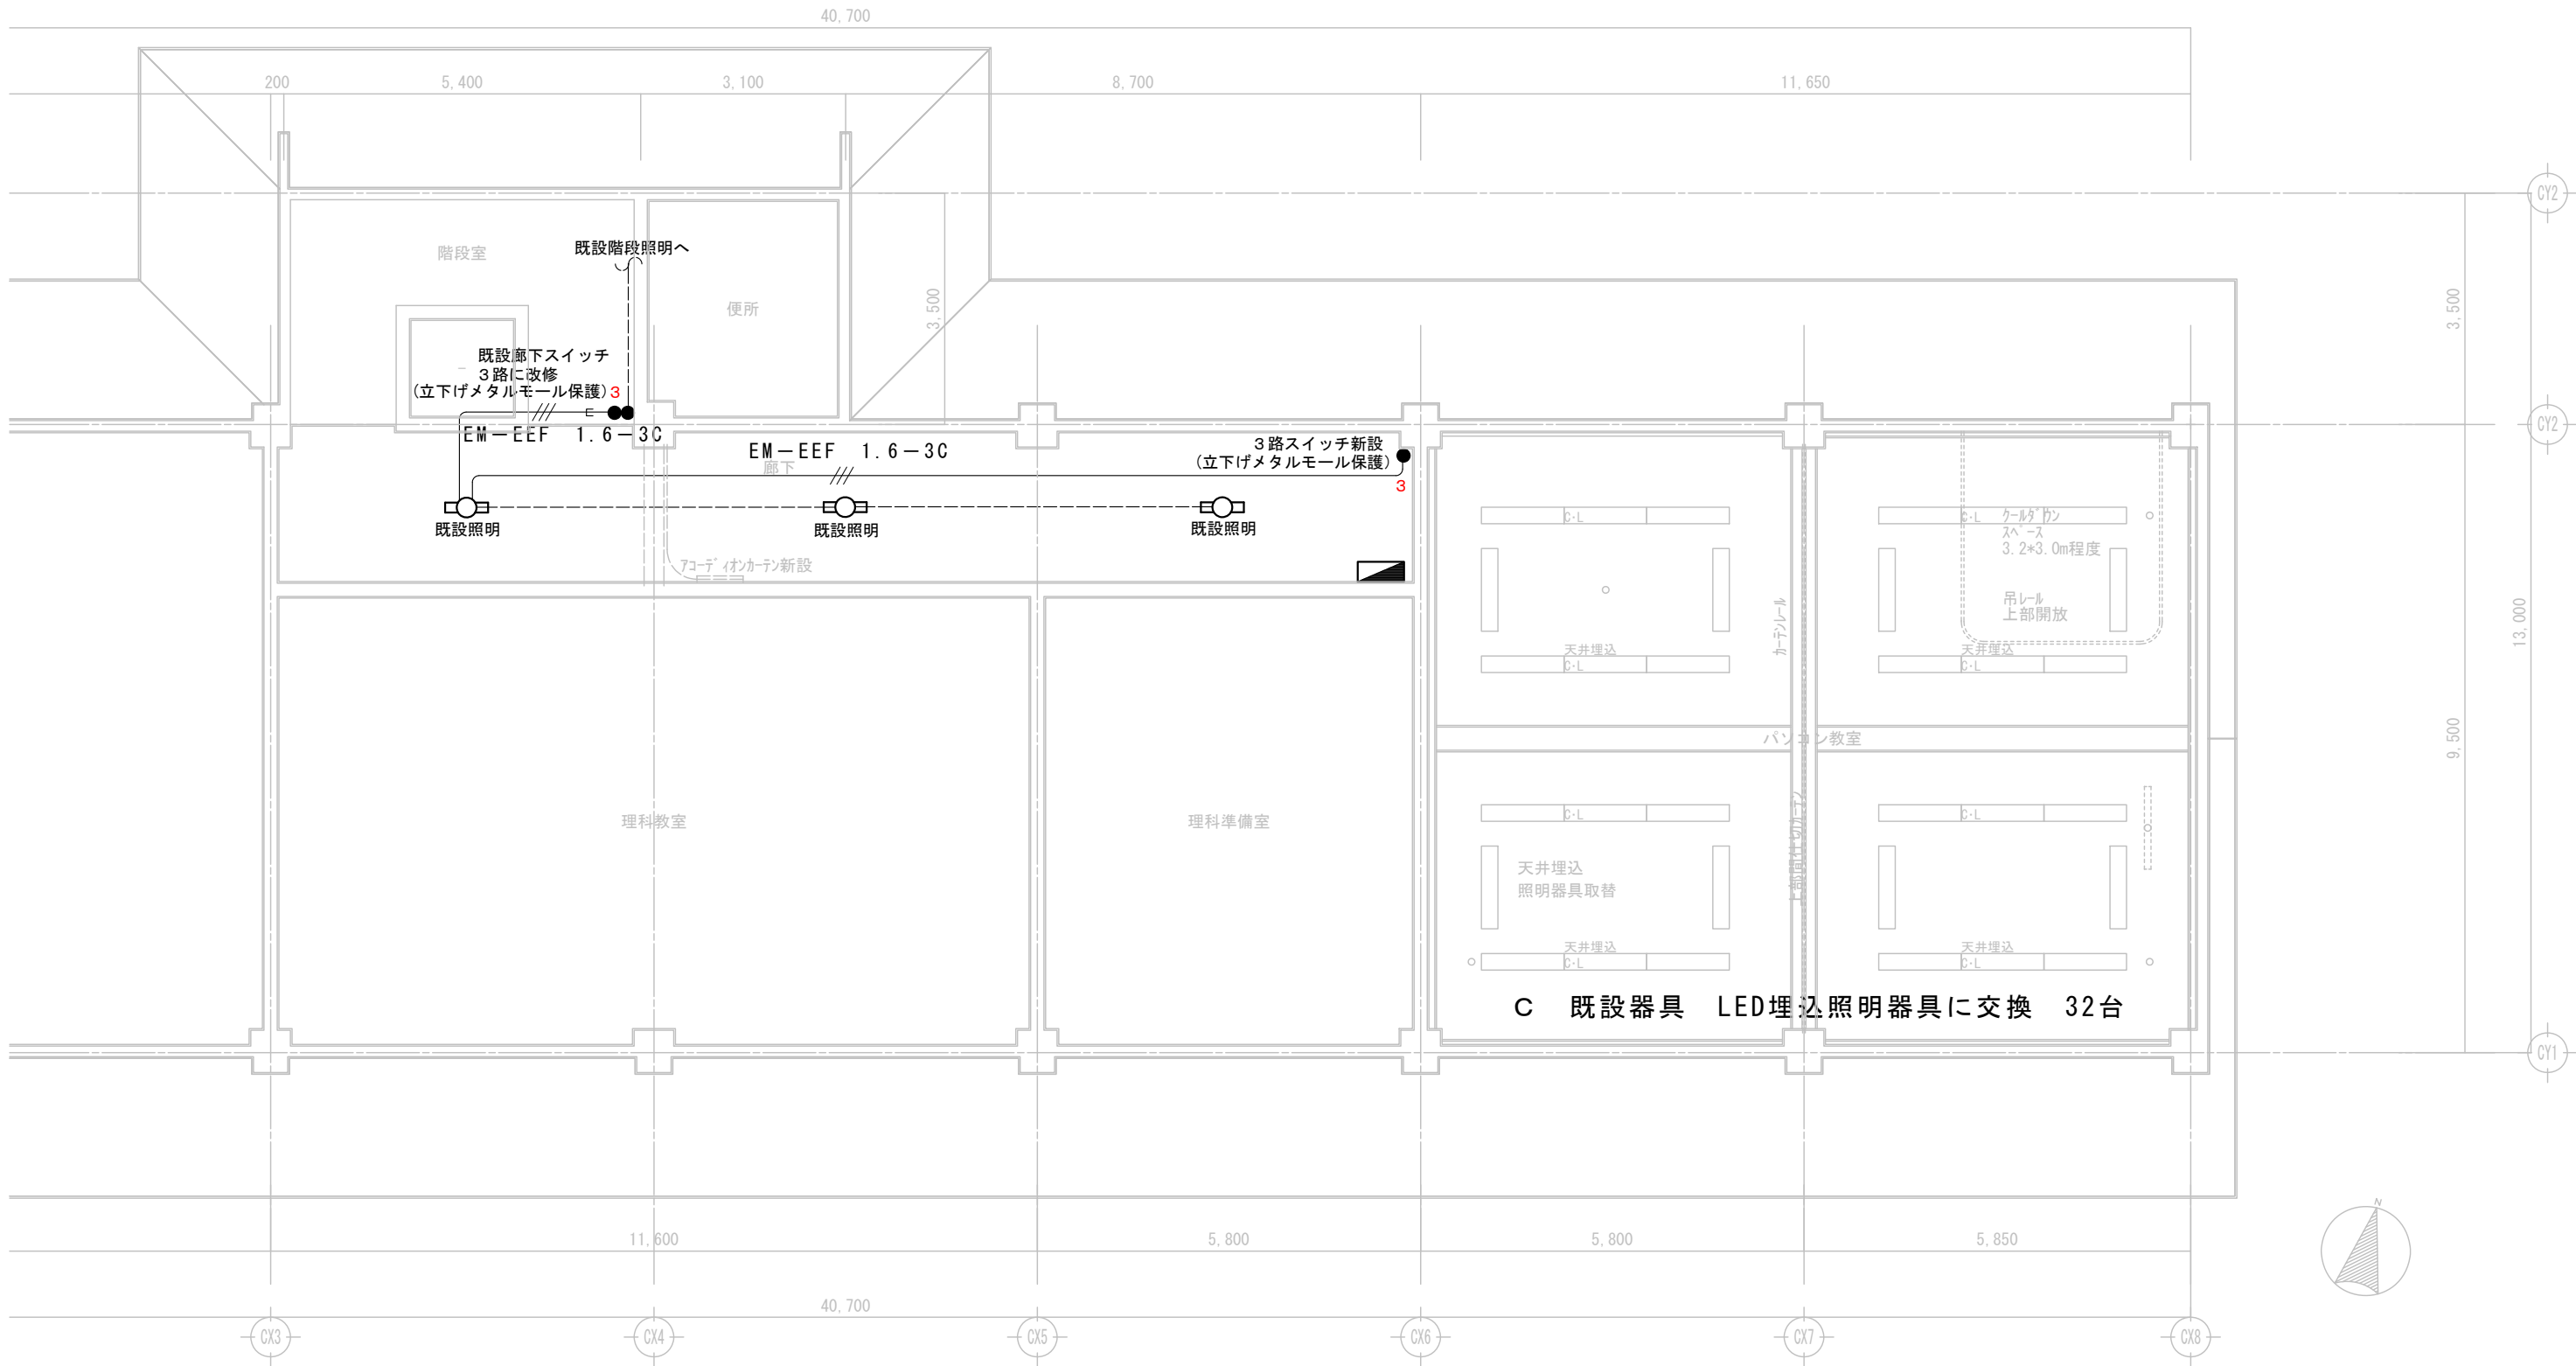 40,700
200
5,400
3,100
8,700
11,650
CY2
階段室
既設階段照明へ
便所
3,500
3,500
既設廊下スイッチ
3路に改修
(立下げメタルモール保護)
3
E
CY2
EM－EEF 1.6－3C
EM－EEF 1.6－3C
廊下
3路スイッチ新設
(立下げメタルモール保護)
3
既設照明
既設照明
既設照明
アコーディオンカーテン新設
C・L
C・L
クールダウン
スペース
3.2*3.0m程度
吊レール
上部開放
カーテンレール
13,000
天井埋込
C・L
天井埋込
C・L
パソコン教室
9,500
理科教室
理科準備室
C・L
C・L
上部間仕切カーテン
天井埋込
照明器具取替
天井埋込
C・L
天井埋込
C・L
C 既設器具 LED埋込照明器具に交換 32台
CY1
N
11,600
5,800
5,800
5,850
40,700
CX3
CX4
CX5
CX6
CX7
CX8